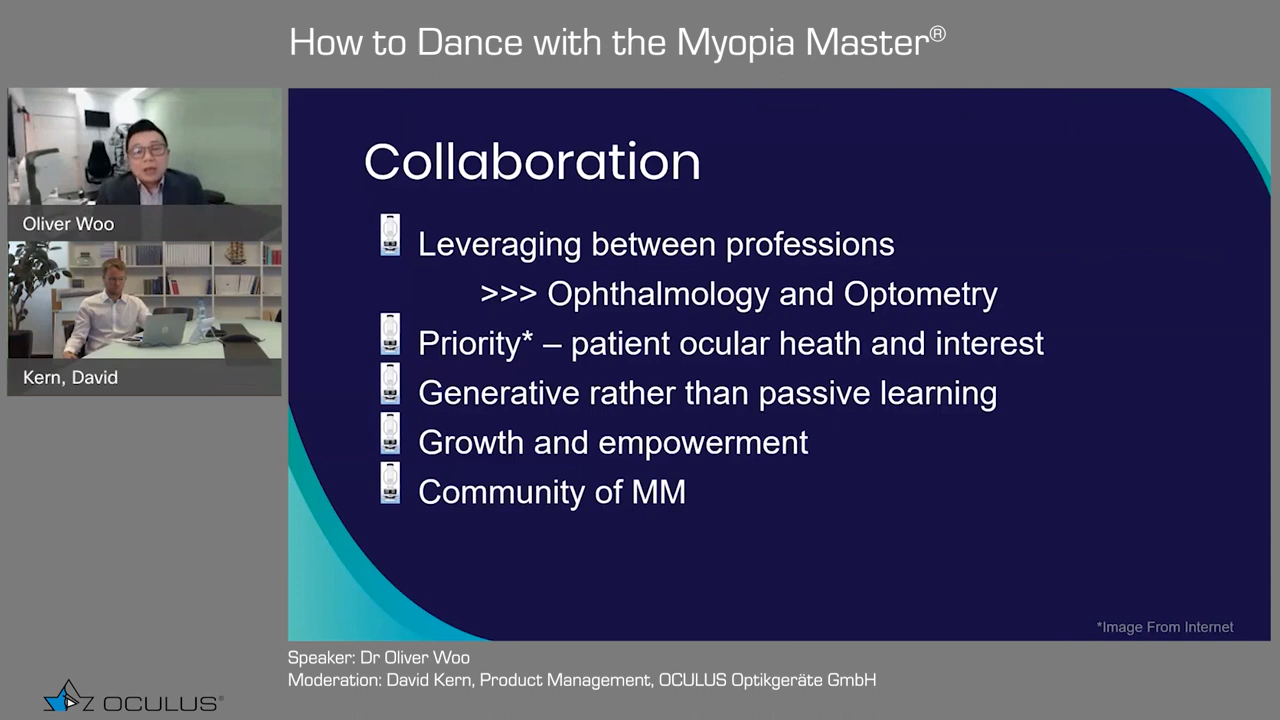 How to Dance with the Myopia Master®
Oliver Woo
Kern, David
Collaboration
Leveraging between professions
>>> Ophthalmology and Optometry
Priority* – patient ocular heath and interest
Generative rather than passive learning
Growth and empowerment
Community of MM
*Image From Internet
Speaker: Dr Oliver Woo
Moderation: David Kern, Product Management, OCULUS Optikgeräte GmbH
OCULUS®